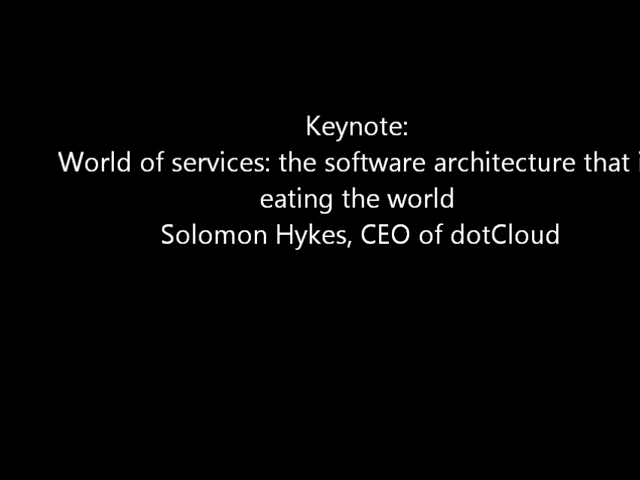 Keynote:
World of services: the software architecture that i
eating the world
Solomon Hykes, CEO of dotCloud